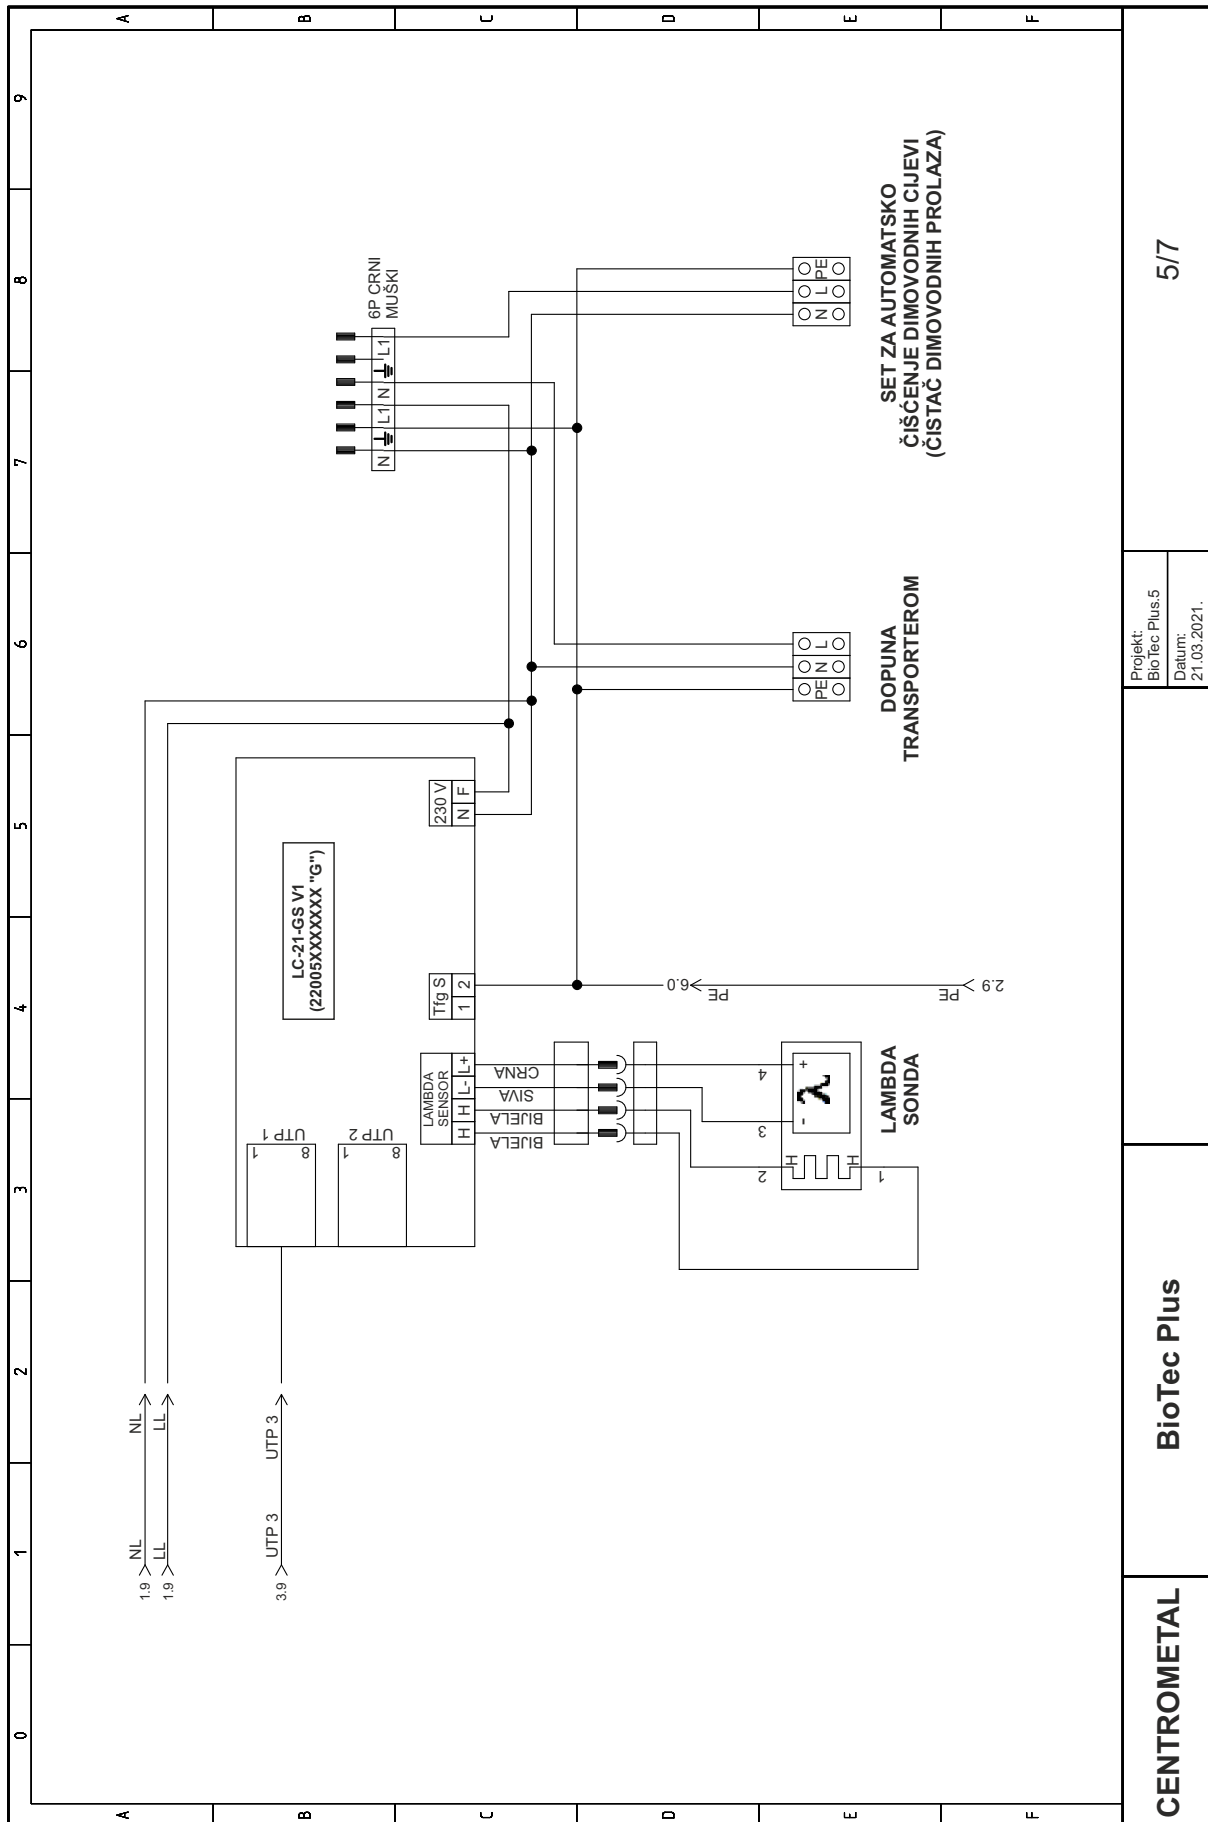 0 1 2 3 4 5 6 7 8 9
A
B
C
D
E
F
A
B
C
D
E
F
1.9 NL NL
1.9 LL LL
3.9 UTP 3 UTP 3
1 8 UTP 1
1 8 UTP 2
LC-21-GS V1
(22005XXXXXXX "G")
LAMBDA
SENSOR
H H L- L+
Tfg S
1 2
230 V
N F
BIJELA
BIJELA
SIVA
CRNA
6P CRNI
MUŠKI
N L1 N L1
6.0
PE
PE
2.9
2 3 4
H - +
λ
H
1
LAMBDA
SONDA
PE N L
DOPUNA
TRANSPORTEROM
N L PE
SET ZA AUTOMATSKO
ČIŠĆENJE DIMOVODNIH CIJEVI
(ČISTAČ DIMOVODNIH PROLAZA)
CENTROMETAL
BioTec Plus
Projekt:
BioTec Plus.5
Datum:
21.03.2021.
5/7